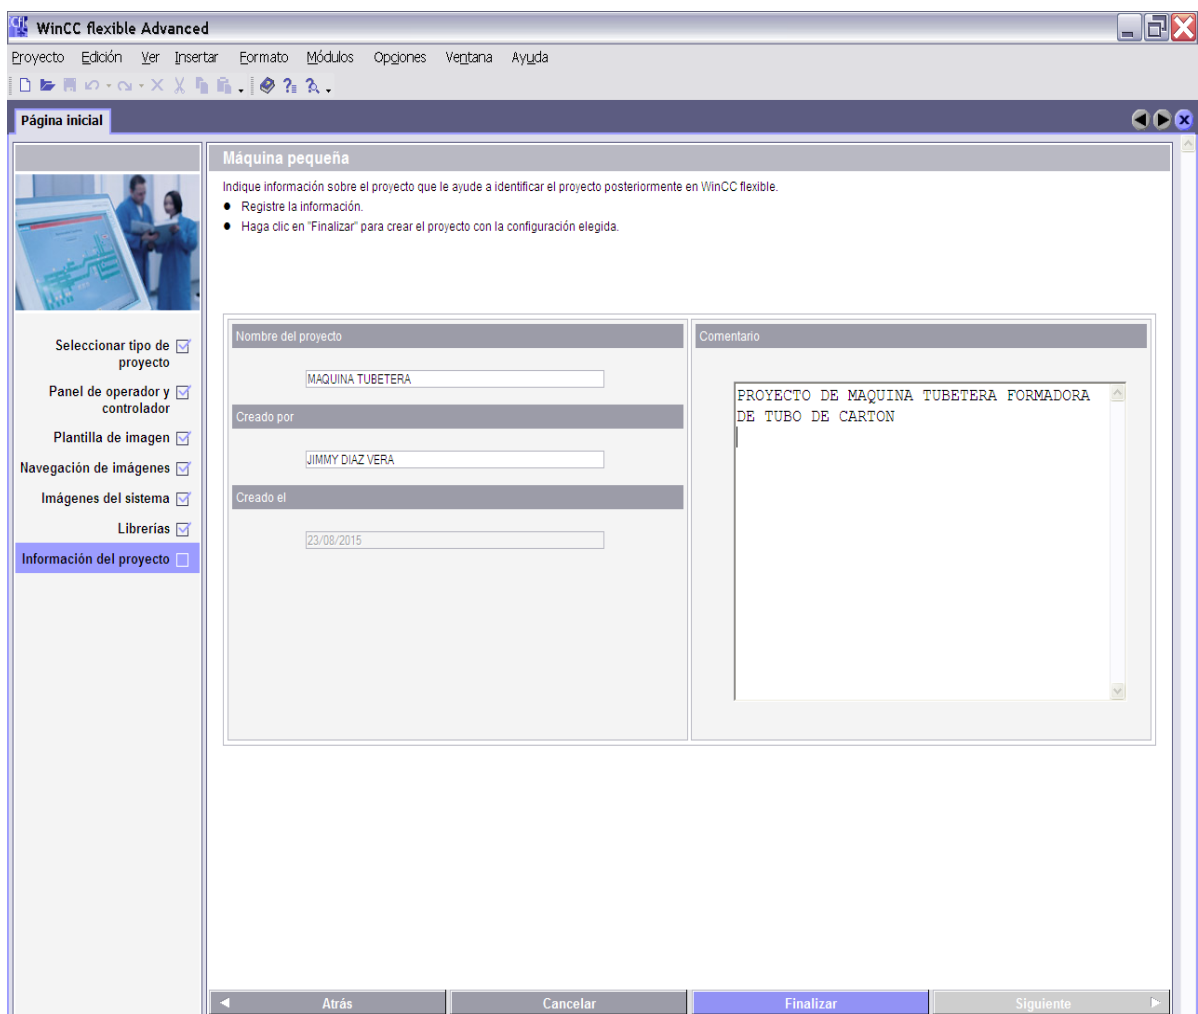 WinCC flexible Advanced
Proyecto Edición Ver Insertar Formato Módulos Opciones Ventana Ayuda
Página inicial
Máquina pequeña
Indique información sobre el proyecto que le ayude a identificar el proyecto posteriormente en WinCC flexible.
● Registre la información.
● Haga clic en "Finalizar" para crear el proyecto con la configuración elegida.
Seleccionar tipo de
proyecto
Panel de operador y
controlador
Plantilla de imagen
Navegación de imágenes
Imágenes del sistema
Librerías
Información del proyecto
Nombre del proyecto
MAQUINA TUBETERA
Creado por
JIMMY DIAZ VERA
Creado el
23/08/2015
Comentario
PROYECTO DE MAQUINA TUBETERA FORMADORA
DE TUBO DE CARTON
Atrás Cancelar Finalizar Siguiente